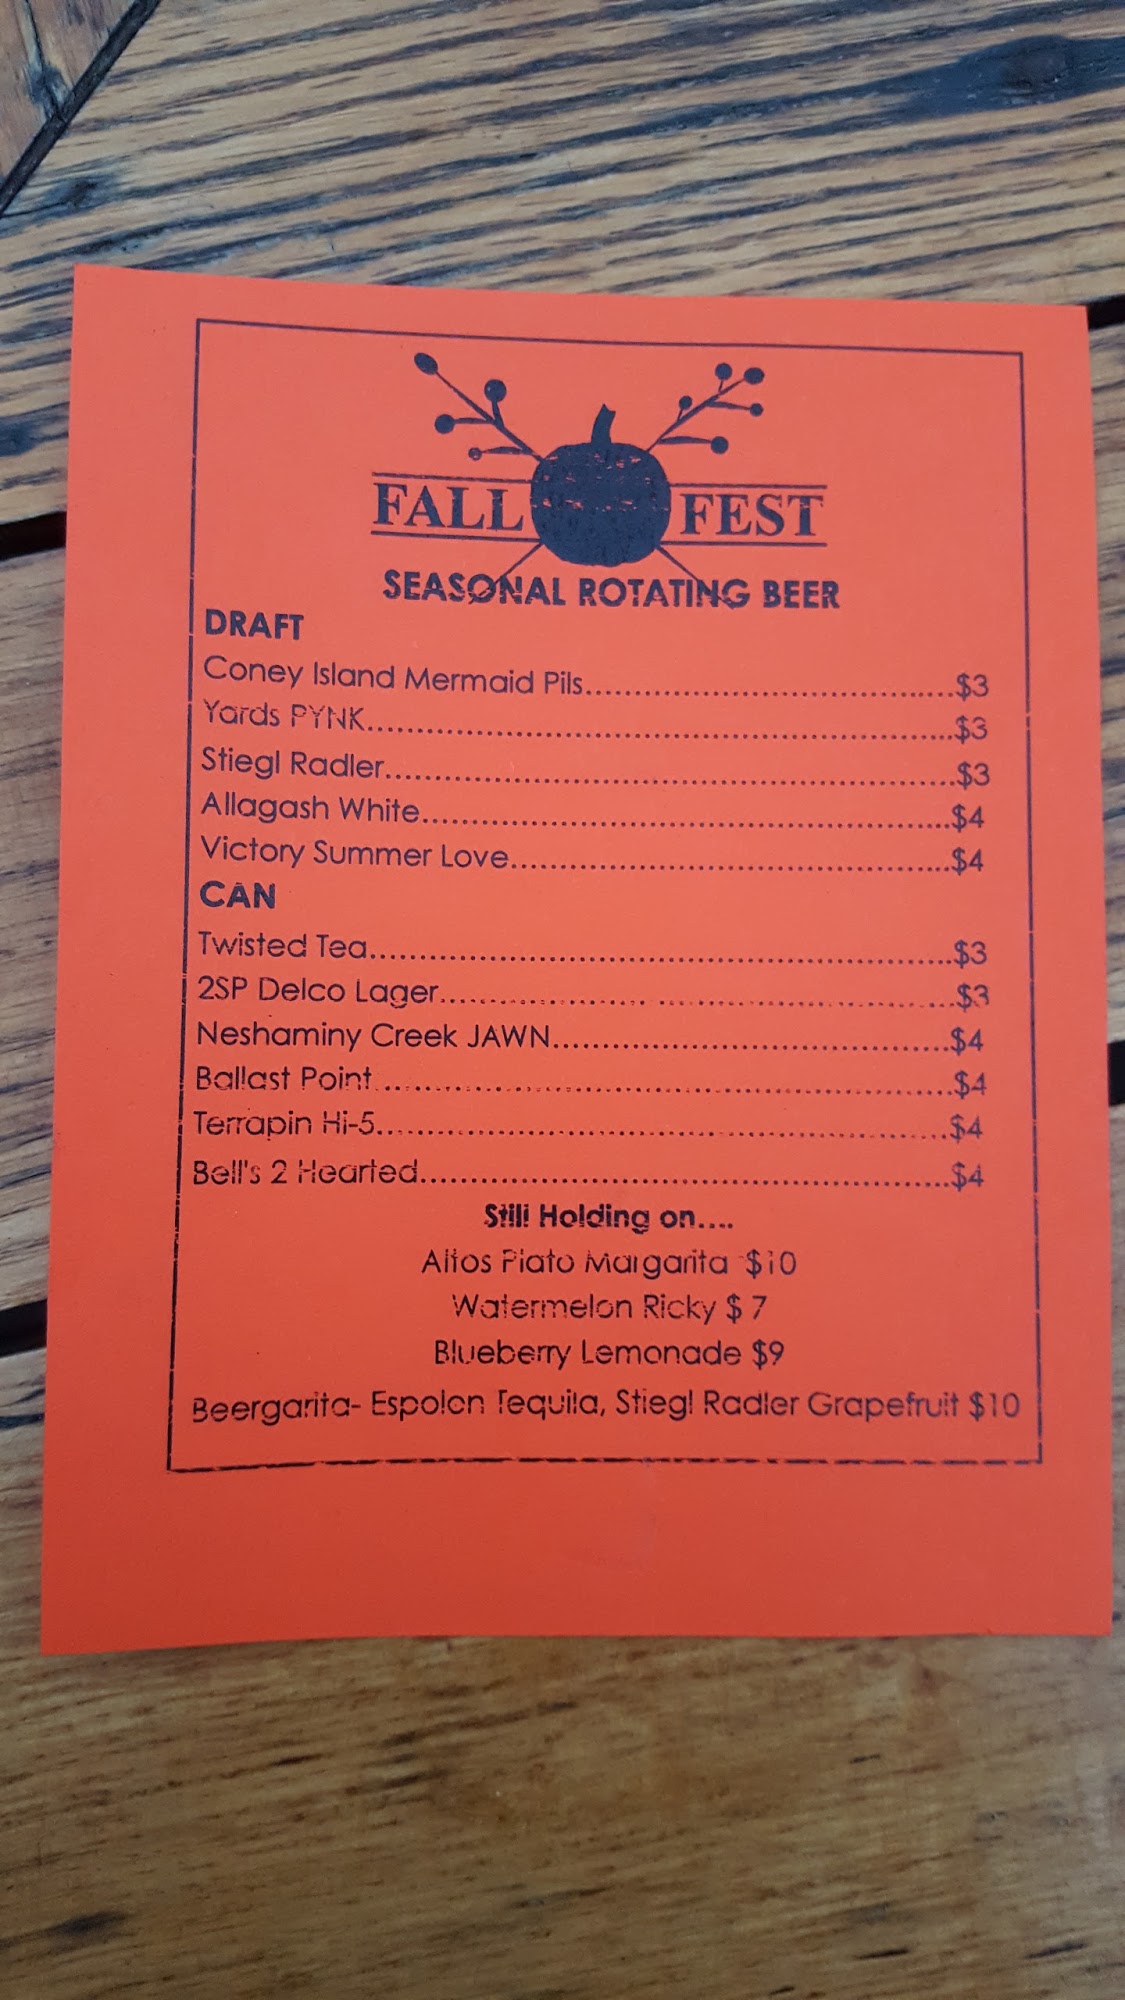 FALL FEST
SEASONAL ROTATING BEER
DRAFT
Coney Island Mermaid Pils.......................................$3
Yards PYNK.......................................$3
Stiegl Radler.......................................$3
Allagash White.......................................$4
Victory Summer Love.......................................$4
CAN
Twisted Tea.......................................$3
2SP Delco Lager.......................................$3
Neshaminy Creek JAWN.......................................$4
Ballast Point.......................................$4
Terrapin Hi-5.......................................$4
Bell's 2 Hearted.......................................$4
Still Holding on....
Altos Plato Margarita $10
Watermelon Ricky $ 7
Blueberry Lemonade $9
Beergarita- Espolon Tequila, Stiegl Radler Grapefruit $10